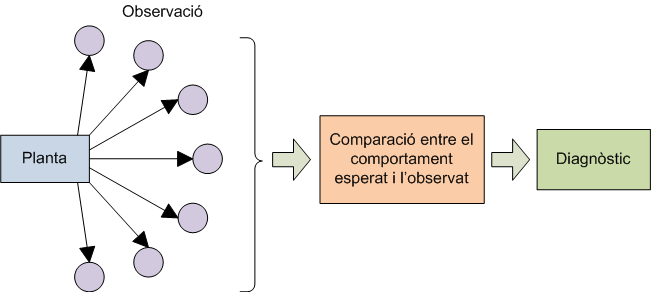 Observació
Planta
Comparació entre el
comportament
esperat i l'observat
Diagnòstic